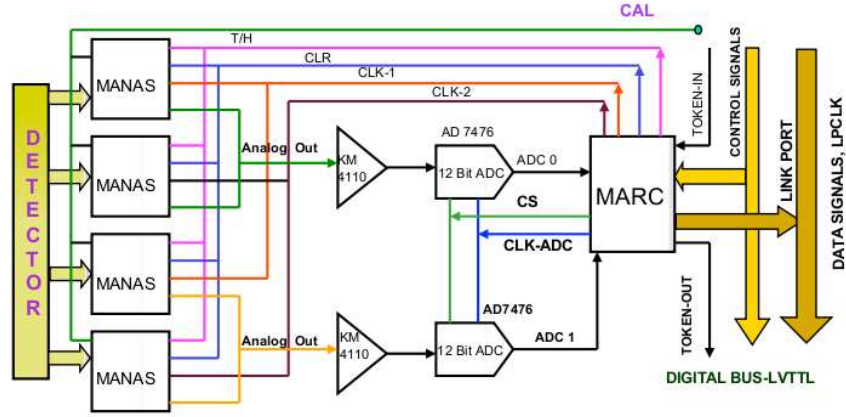 CAL
T/H
CLR
CLK-1
CLK-2
MANAS
MANAS
MANAS
MANAS
DETECTOR
Analog Out
Analog Out
KM
4110
KM
4110
AD 7476
12 Bit ADC
ADC 0
CS
CLK-ADC
AD7476
12 Bit ADC
ADC 1
MARC
TOKEN-IN
TOKEN-OUT
CONTROL SIGNALS
LINK PORT
DATA SIGNALS, LPCLK
DIGITAL BUS-LVTTL